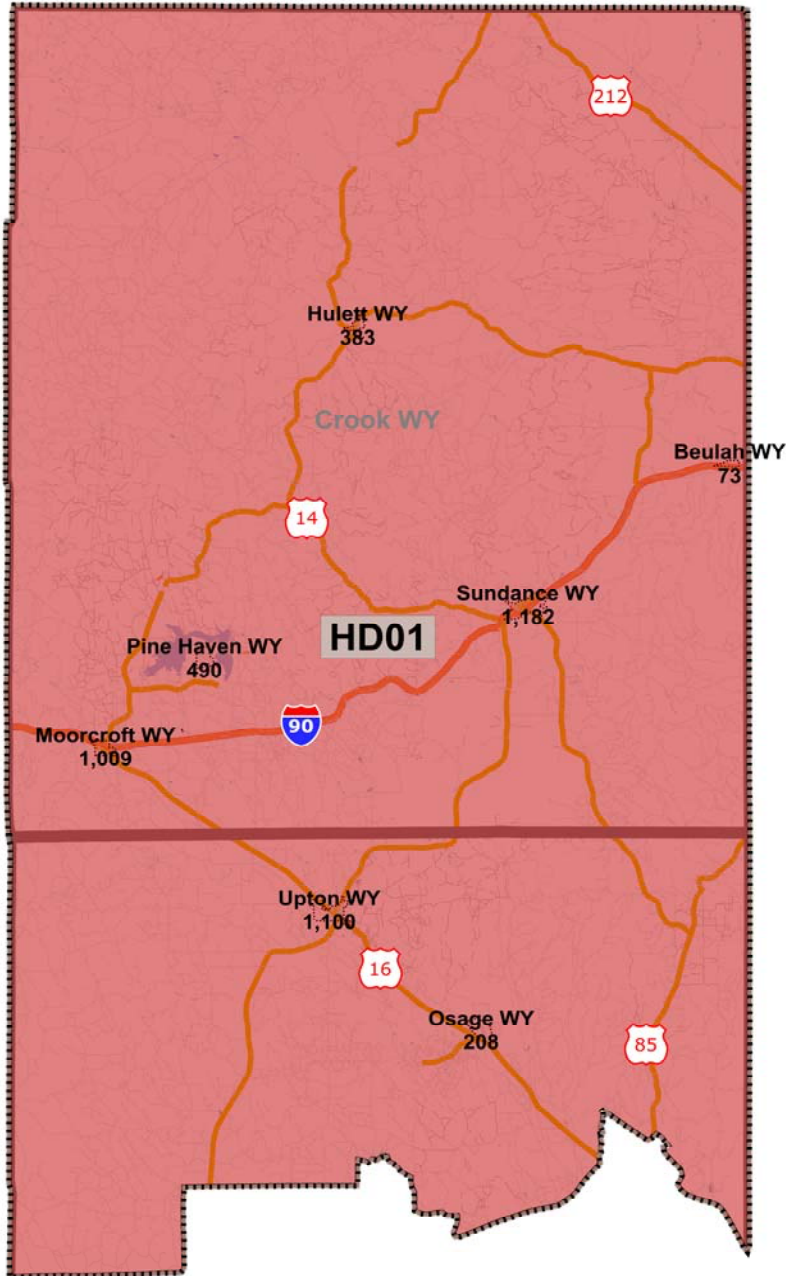 212
Hulett WY
383
Crook WY
Beulah WY
73
14
Sundance WY
1,182
HD01
Pine Haven WY
490
90
Moorcroft WY
1,009
Upton WY
1,100
16
Osage WY
208
85